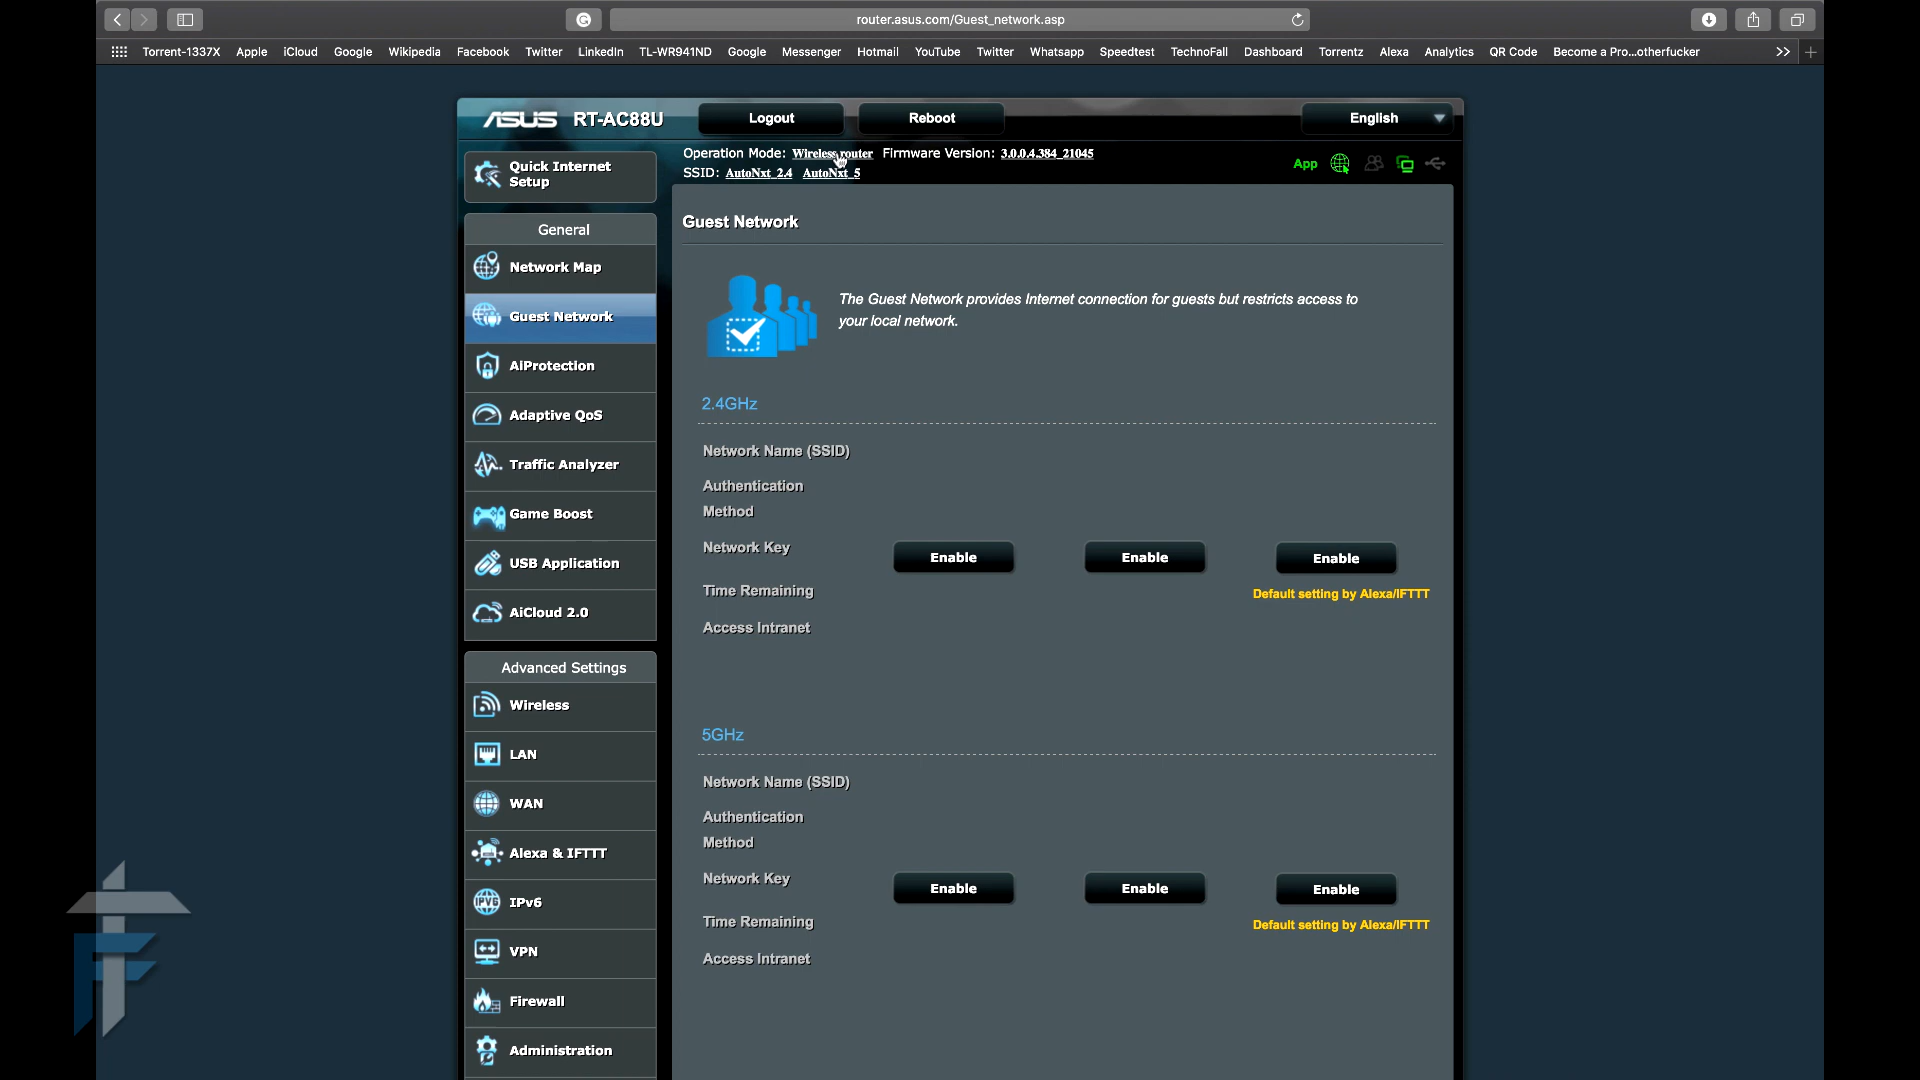 router.asus.com/Guest_network.asp
Torrent-1337X Apple iCloud Google Wikipedia Facebook Twitter LinkedIn TL-WR941ND Google Messenger Hotmail YouTube Twitter Whatsapp Speedtest TechnoFall Dashboard Torrentz Alexa Analytics QR Code Become a Pro...otherfucker
ASUS RT-AC88U Logout Reboot English
Operation Mode: Wireless router Firmware Version: 3.0.0.4.384_21045
SSID: AutoNxt_2.4 AutoNxt_5
App
Quick Internet
Setup
General
Network Map
Guest Network
AiProtection
Adaptive QoS
Traffic Analyzer
Game Boost
USB Application
AiCloud 2.0
Advanced Settings
Wireless
LAN
WAN
Alexa & IFTTT
IPv6
VPN
Firewall
Administration
Guest Network
The Guest Network provides Internet connection for guests but restricts access to
your local network.
2.4GHz
Network Name (SSID)
Authentication
Method
Network Key
Enable Enable Enable
Time Remaining
Default setting by Alexa/IFTTT
Access Intranet
5GHz
Network Name (SSID)
Authentication
Method
Network Key
Enable Enable Enable
Time Remaining
Default setting by Alexa/IFTTT
Access Intranet